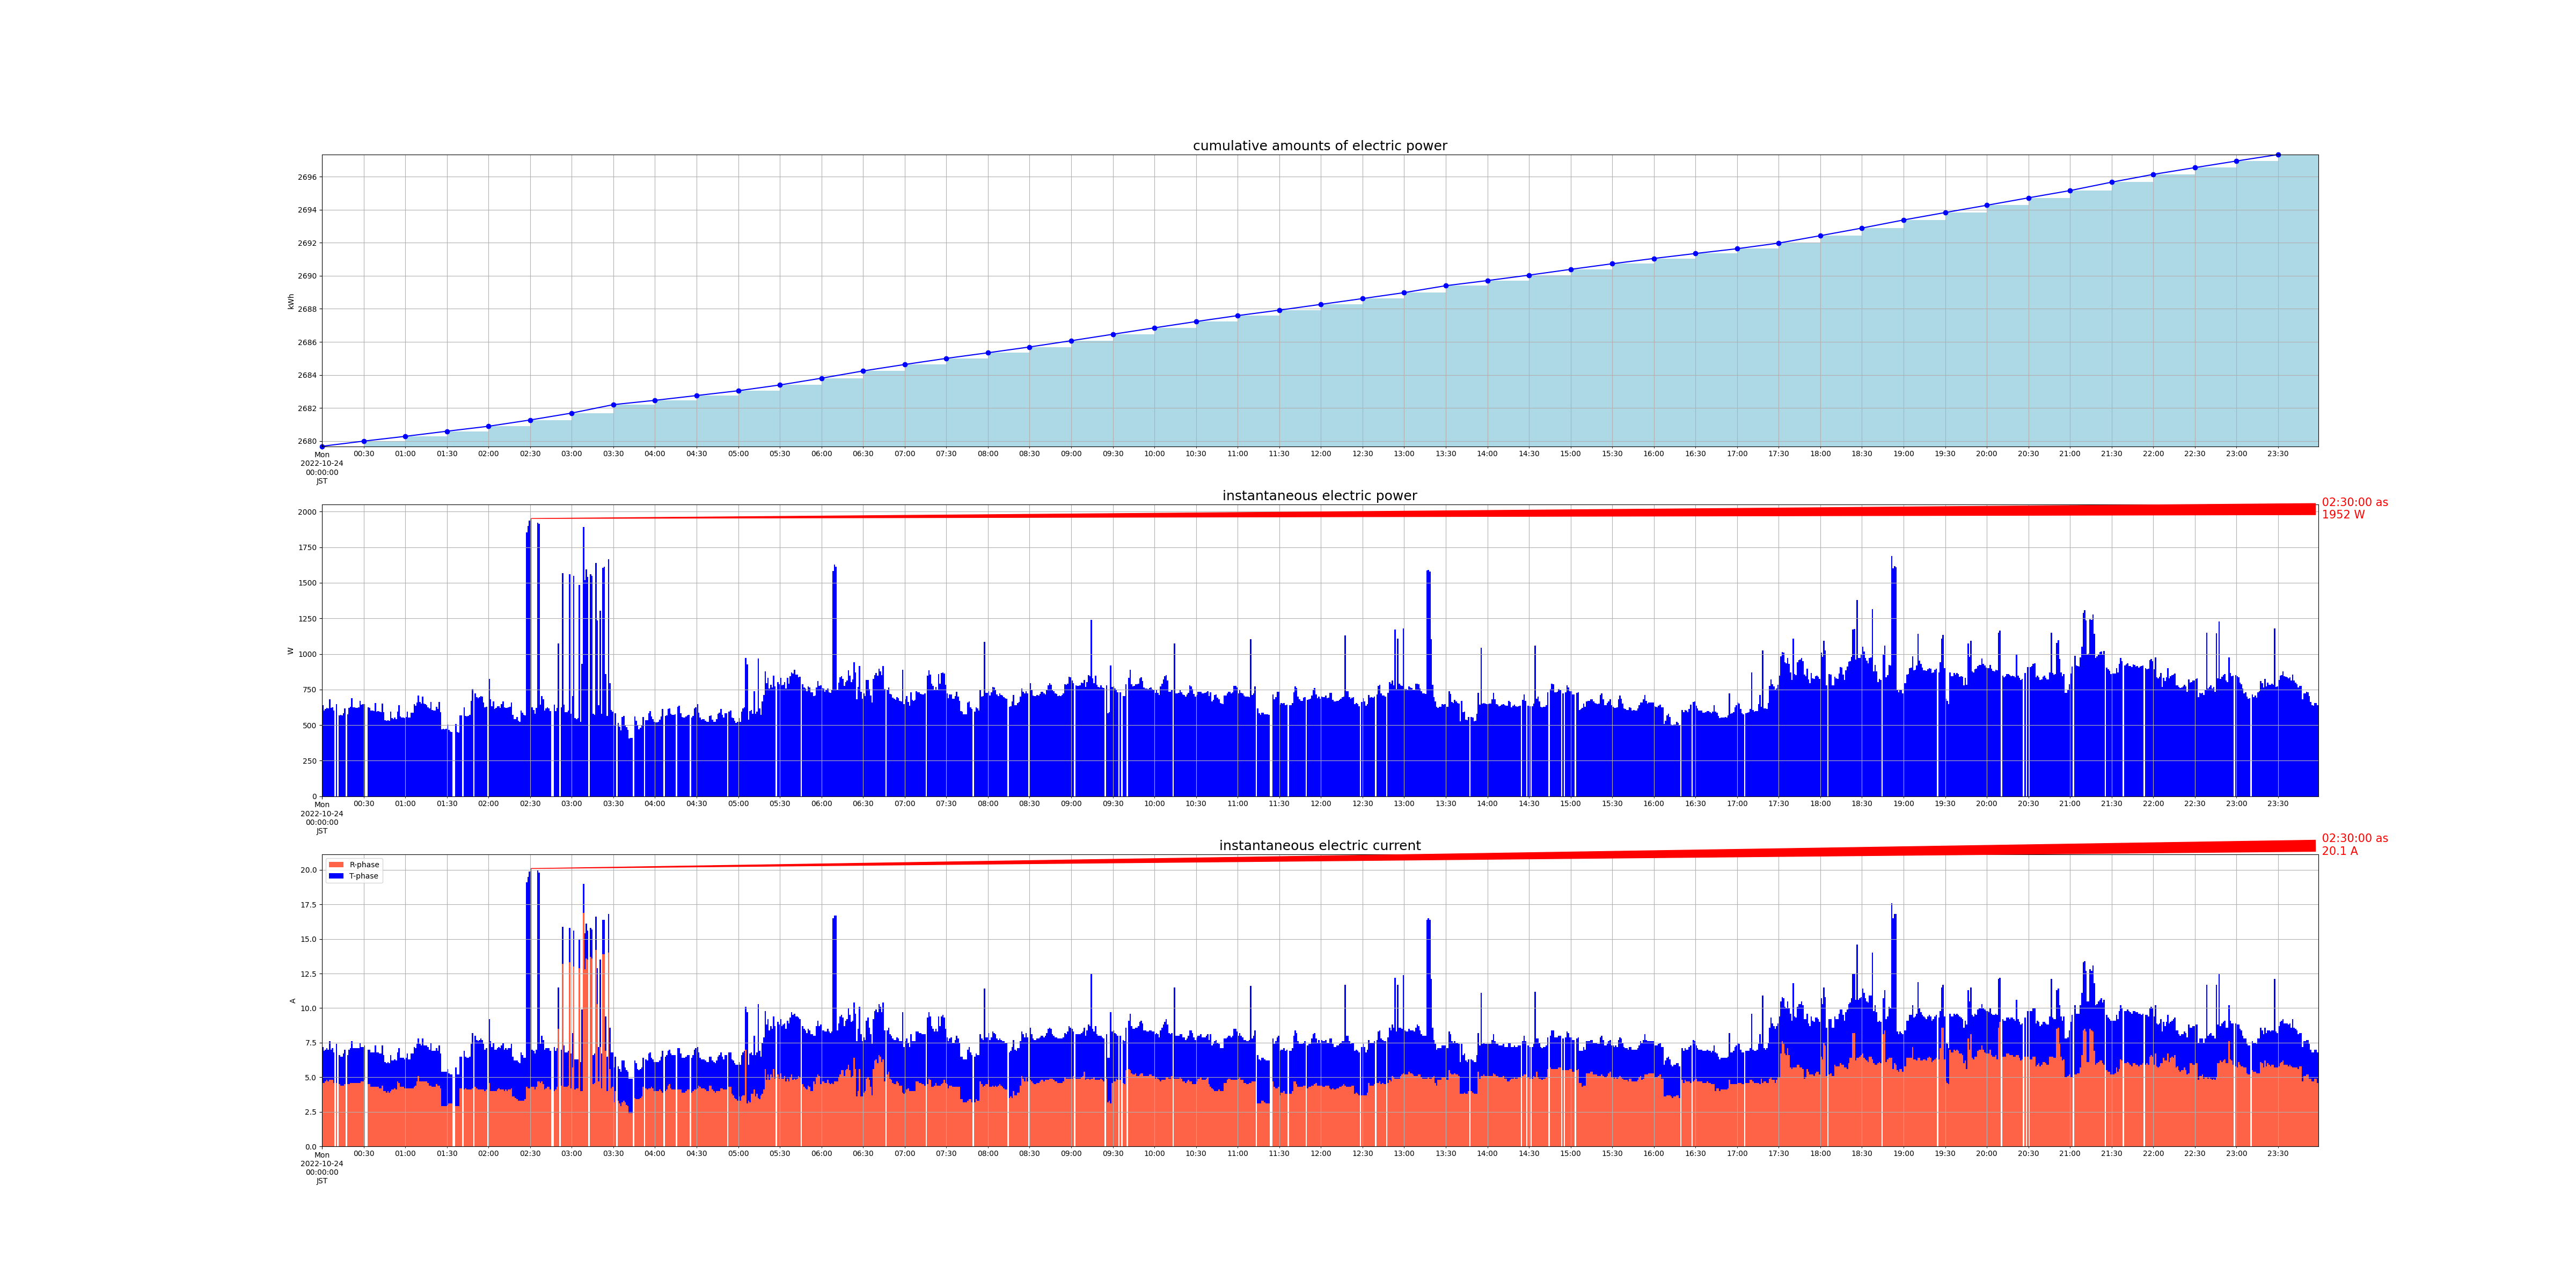 cumulative amounts of electric power
2696
2694
2692
2690
2688
2686
2684
2682
2680
kWh
00:30 01:00 01:30 02:00 02:30 03:00 03:30 04:00 04:30 05:00 05:30 06:00 06:30 07:00 07:30 08:00 08:30 09:00 09:30 10:00 10:30 11:00 11:30 12:00 12:30 13:00 13:30 14:00 14:30 15:00 15:30 16:00 16:30 17:00 17:30 18:00 18:30 19:00 19:30 20:00 20:30 21:00 21:30 22:00 22:30 23:00 23:30
Mon
2022-10-24
00:00:00
JST
instantaneous electric power
02:30:00 as
1952 W
2000
1750
1500
1250
1000
750
500
250
0
W
00:30 01:00 01:30 02:00 02:30 03:00 03:30 04:00 04:30 05:00 05:30 06:00 06:30 07:00 07:30 08:00 08:30 09:00 09:30 10:00 10:30 11:00 11:30 12:00 12:30 13:00 13:30 14:00 14:30 15:00 15:30 16:00 16:30 17:00 17:30 18:00 18:30 19:00 19:30 20:00 20:30 21:00 21:30 22:00 22:30 23:00 23:30
Mon
2022-10-24
00:00:00
JST
instantaneous electric current
02:30:00 as
20.1 A
R-phase
T-phase
20.0
17.5
15.0
12.5
10.0
7.5
5.0
2.5
0.0
A
00:30 01:00 01:30 02:00 02:30 03:00 03:30 04:00 04:30 05:00 05:30 06:00 06:30 07:00 07:30 08:00 08:30 09:00 09:30 10:00 10:30 11:00 11:30 12:00 12:30 13:00 13:30 14:00 14:30 15:00 15:30 16:00 16:30 17:00 17:30 18:00 18:30 19:00 19:30 20:00 20:30 21:00 21:30 22:00 22:30 23:00 23:30
Mon
2022-10-24
00:00:00
JST